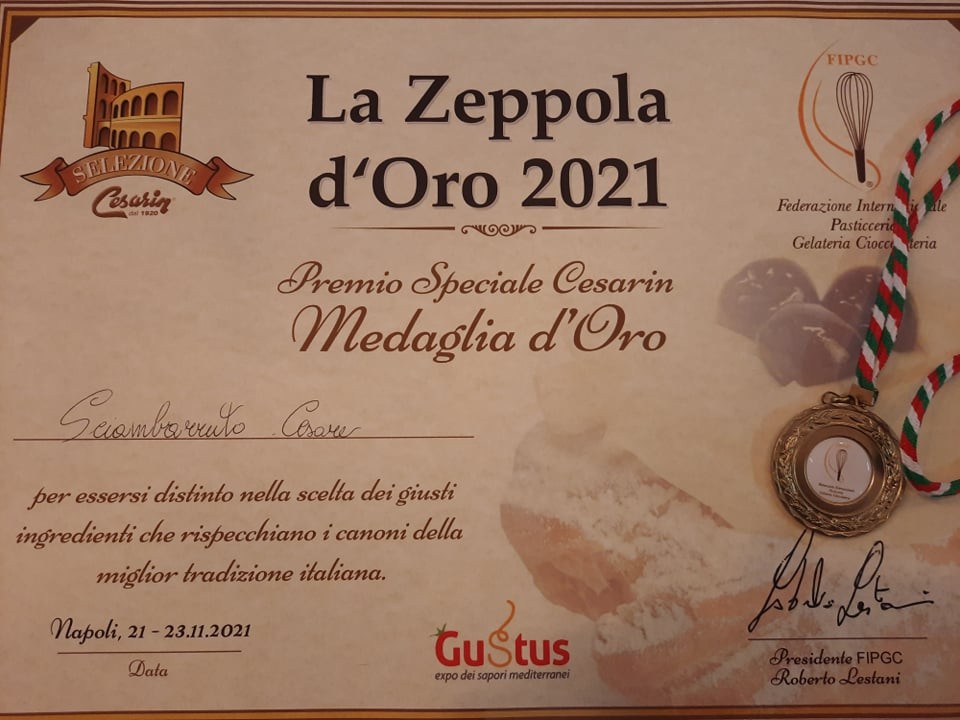 SELEZIONE
Cesarin
dal 1920
La Zeppola
d‘Oro 2021
FIPGC
Federazione
Pasticceria
Gelateria
Premio Speciale Cesarin
Medaglia d'Oro
Sciambarruto Cesare
per essersi distinto nella scelta dei giusti
ingredienti che rispecchiano i canoni della
miglior tradizione italiana.
Napoli, 21 - 23.11.2021
Data
GuStus
expo dei sapori mediterranei
Presidente FIPGC
Roberto Lestani